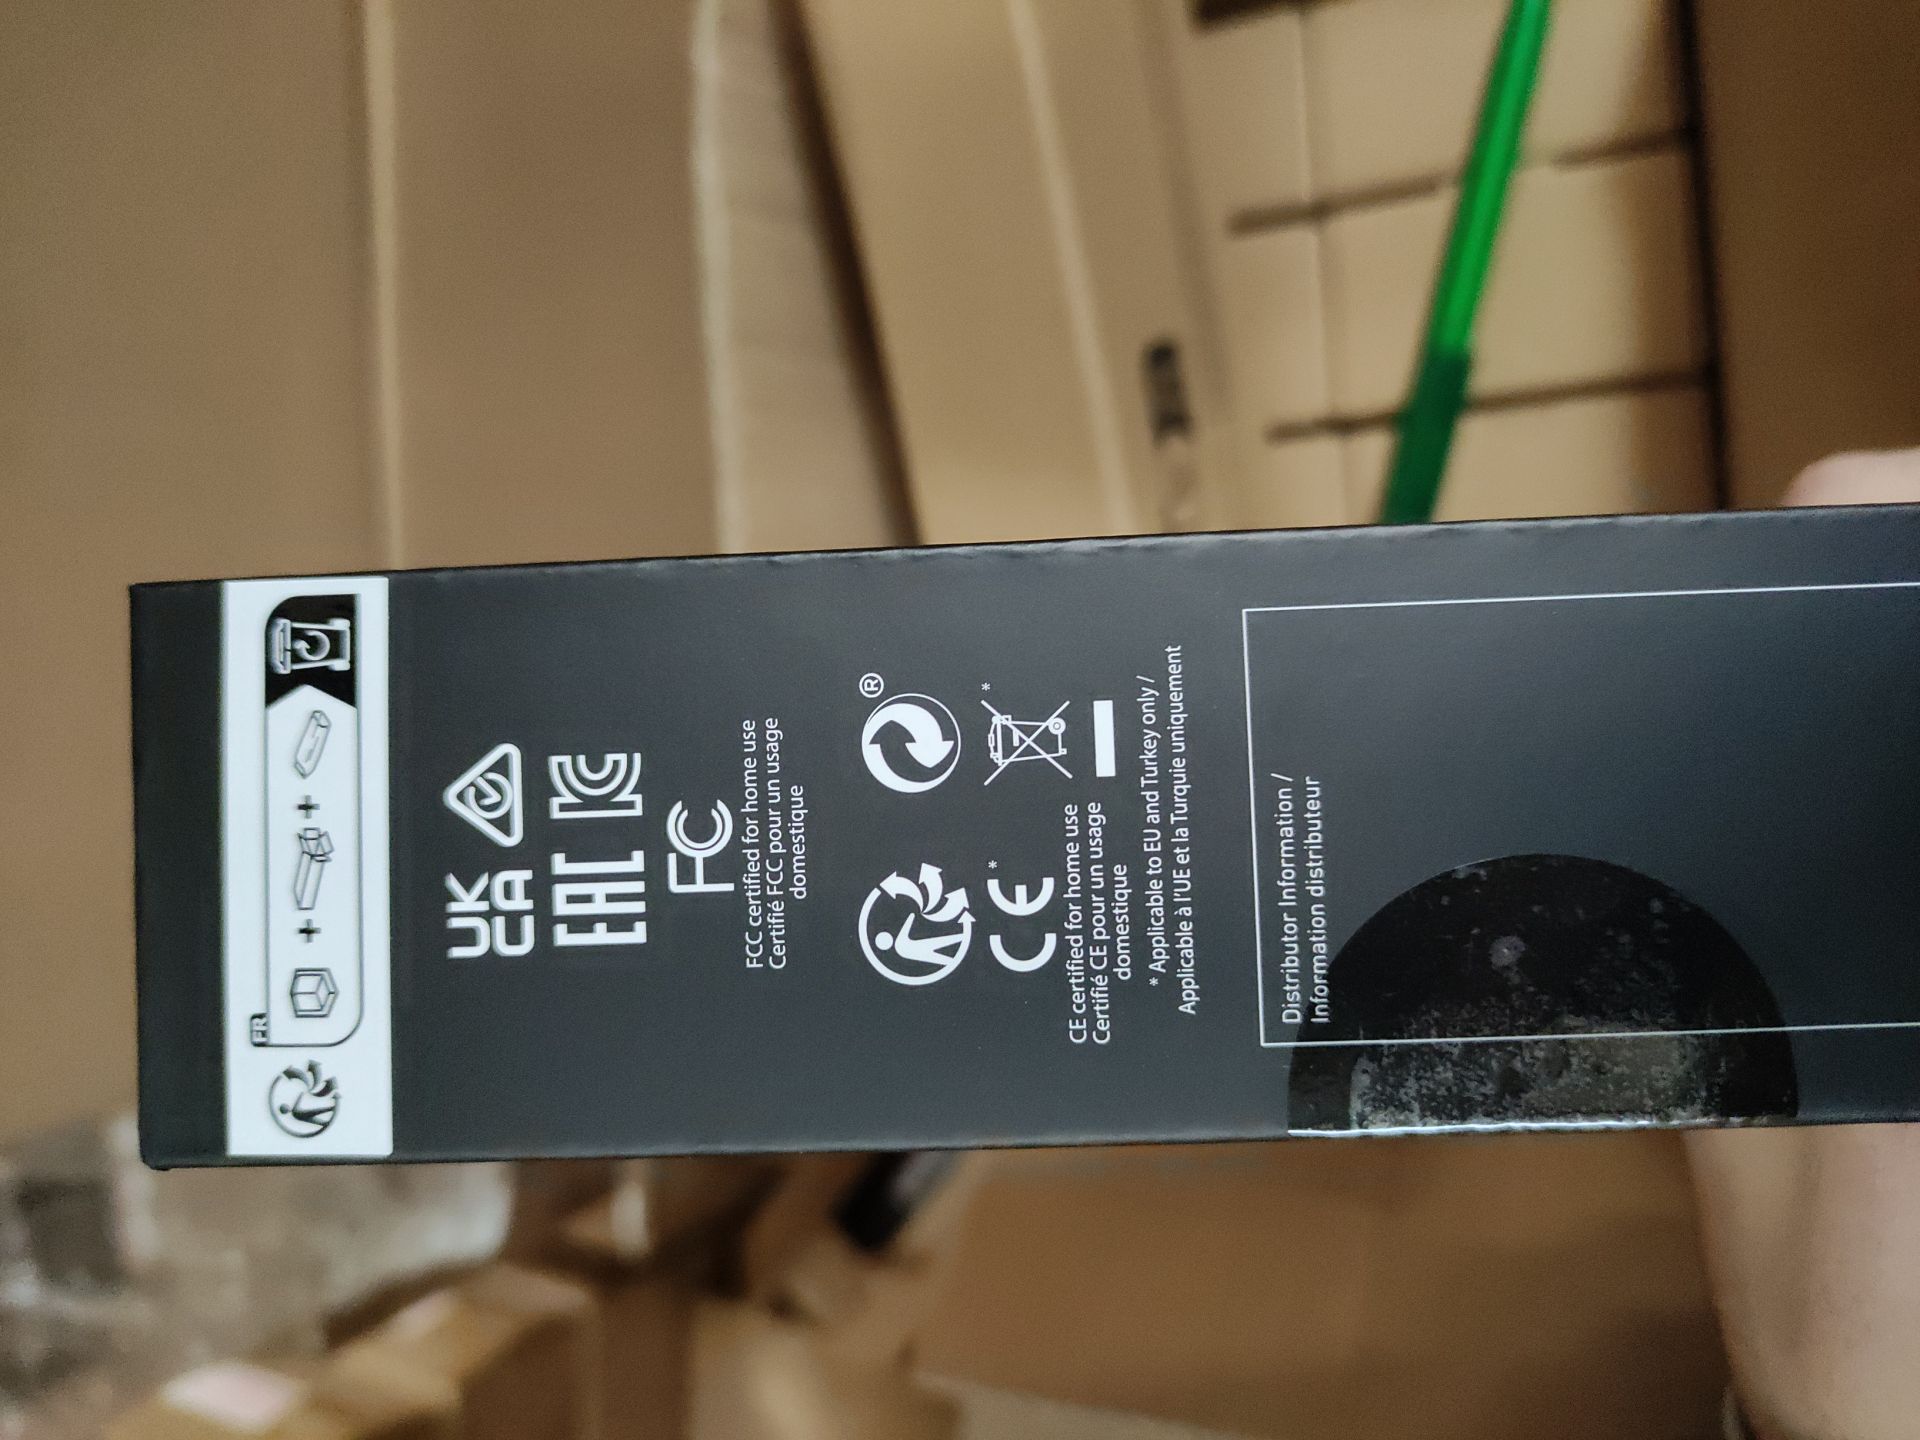 FR
UK
CA
EAC
FC
FCC certified for home use
Certifié FCC pour un usage
domestique
®
CE*
*
CE certified for home use
Certifié CE pour un usage
domestique
* Applicable to EU and Turkey only /
Applicable à l'UE et la Turquie uniquement
Distributor Information /
Information distributeur